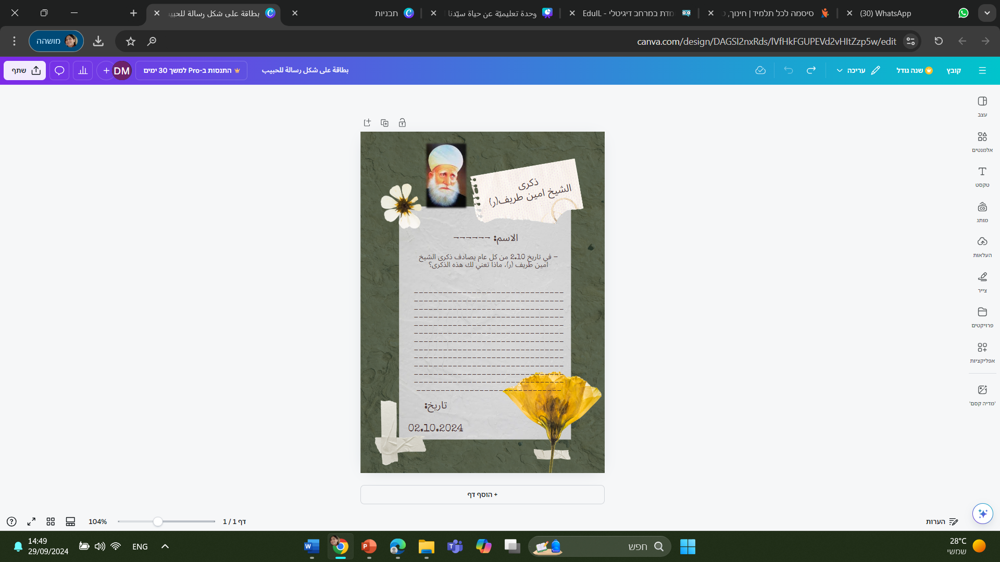 بطاقة على شكل رسالة للحبيب
תבניות
وحدة تعليميّة عن حياة سيّدنا
מדת במרחב דיגיטלי - EduIL
סיסמה לכל תלמיד | חינוך,
(30) WhatsApp
מושהה
canva.com/design/DAGSI2nxRds/lVfHkFGUPEVd2vHItZzp5w/edit
קובץ
שנה גודל
עריכה
بطاقة على شكل رسالة للحبيب
התנסות ב-Pro למשך 30 ימים
DM
שתף
עצב
אלמנטים
טקסט
מותג
העלאות
צייר
פרויקטים
אפליקציות
'מדיה קסם'
ذكرى
الشيخ امين طريف(ر)
الاسم: ------
- في تاريخ 2.10 من كل عام يصادف ذكرى الشيخ
امين طريف (ر)، ماذا تعني لك هذه الذكرى؟
تاريخ:
02.10.2024
+ הוסף דף
הערות
דף 1 / 1
104%
14:49
29/09/2024
ENG
חפש
28°C
שמשי